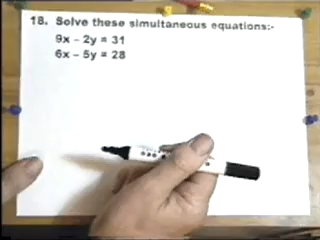 18. Solve these simultaneous equations:-
9x – 2y = 31
6x – 5y = 28